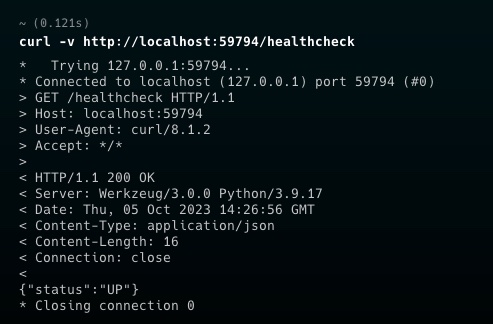 ~ (0.121s)
curl -v http://localhost:59794/healthcheck
*   Trying 127.0.0.1:59794...
* Connected to localhost (127.0.0.1) port 59794 (#0)
> GET /healthcheck HTTP/1.1
> Host: localhost:59794
> User-Agent: curl/8.1.2
> Accept: */*
>
< HTTP/1.1 200 OK
< Server: Werkzeug/3.0.0 Python/3.9.17
< Date: Thu, 05 Oct 2023 14:26:56 GMT
< Content-Type: application/json
< Content-Length: 16
< Connection: close
<
{"status":"UP"}
* Closing connection 0